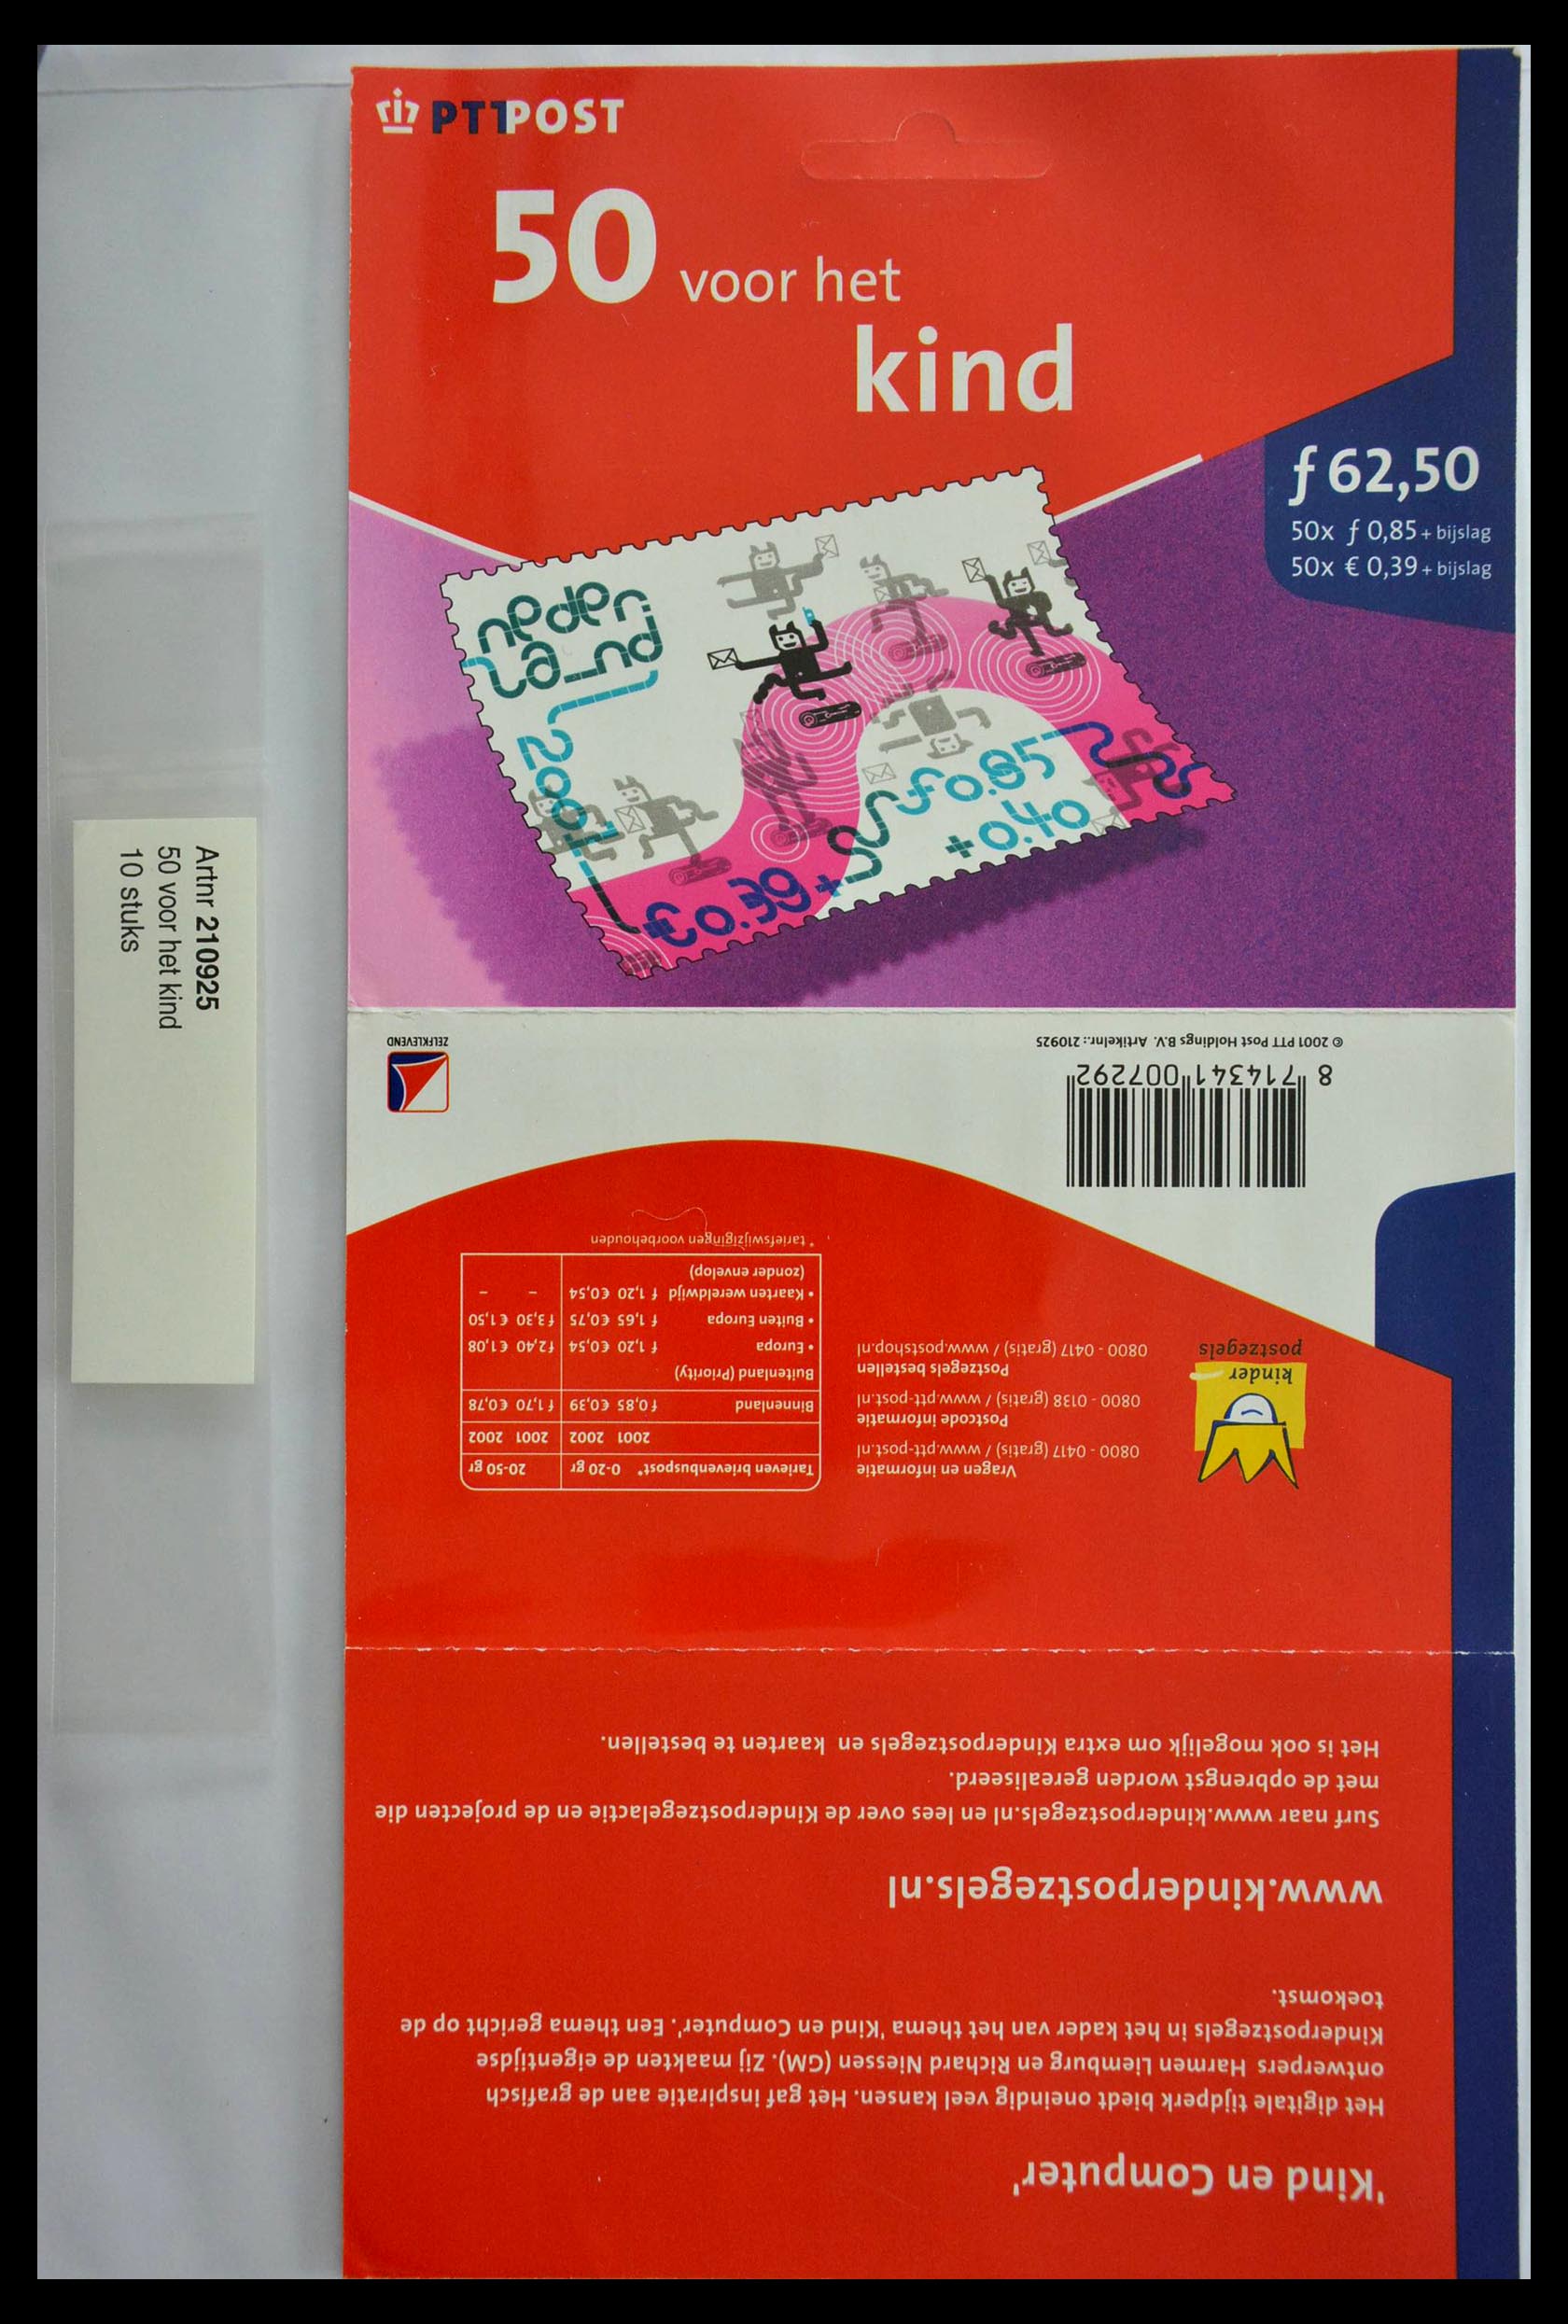 PTT POST
50 voor het
kind
ƒ 62,50
50x ƒ 0,85 + bijslag
50x € 0,39 + bijslag
neder
land
2001
ƒ0.85
+0.40
€0.39+
Artnr 210925
50 voor het kind
10 stuks
'Kind en Computer'
Het digitale tijdperk biedt oneindig veel kansen. Het gaf inspiratie aan de grafisch
ontwerpers Harmen Liemburg en Richard Niessen (GM). Zij maakten de eigentijdse
Kinderpostzegels in het kader van het thema 'Kind en Computer'. Een thema gericht op de
toekomst.
www.kinderpostzegels.nl
Surf naar www.kinderpostzegels.nl en lees over de Kinderpostzegelactie en de projecten die
met de opbrengst worden gerealiseerd.
Het is ook mogelijk om extra Kinderpostzegels en kaarten te bestellen.
kinder
postzegels
Vragen en informatie
0800 - 0417 (gratis) / www.ptt-post.nl
Postcode informatie
0800 - 0138 (gratis) / www.ptt-post.nl
Postzegels bestellen
0800 - 0417 (gratis) / www.postshop.nl
Tarieven brievenbuspost* 0-20 gr 20-50 gr
2001 2002 2001 2002
Binnenland ƒ 0,85 €0,39 ƒ 1,70 €0,78
Buitenland (Priority)
• Europa ƒ 1,20 €0,54 ƒ2,40 €1,08
• Buiten Europa ƒ 1,65 €0,75 ƒ3,30 €1,50
• Kaarten wereldwijd ƒ 1,20 €0,54 – –
(zonder envelop)
* tariefswijzigingen voorbehouden
8 714341 007292
© 2001 PTT Post Holdings B.V. Artikelnr.: 210925
ZELFKLEVEND